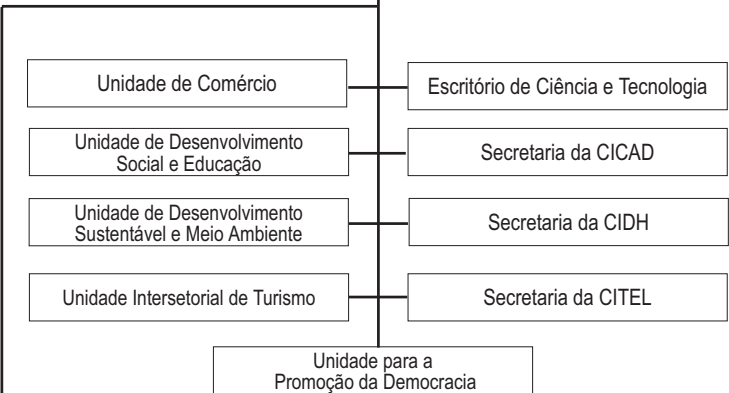 Unidade de Comércio
Escritório de Ciência e Tecnologia
Unidade de Desenvolvimento
Social e Educação
Secretaria da CICAD
Unidade de Desenvolvimento
Sustentável e Meio Ambiente
Secretaria da CIDH
Unidade Intersetorial de Turismo
Secretaria da CITEL
Unidade para a
Promoção da Democracia